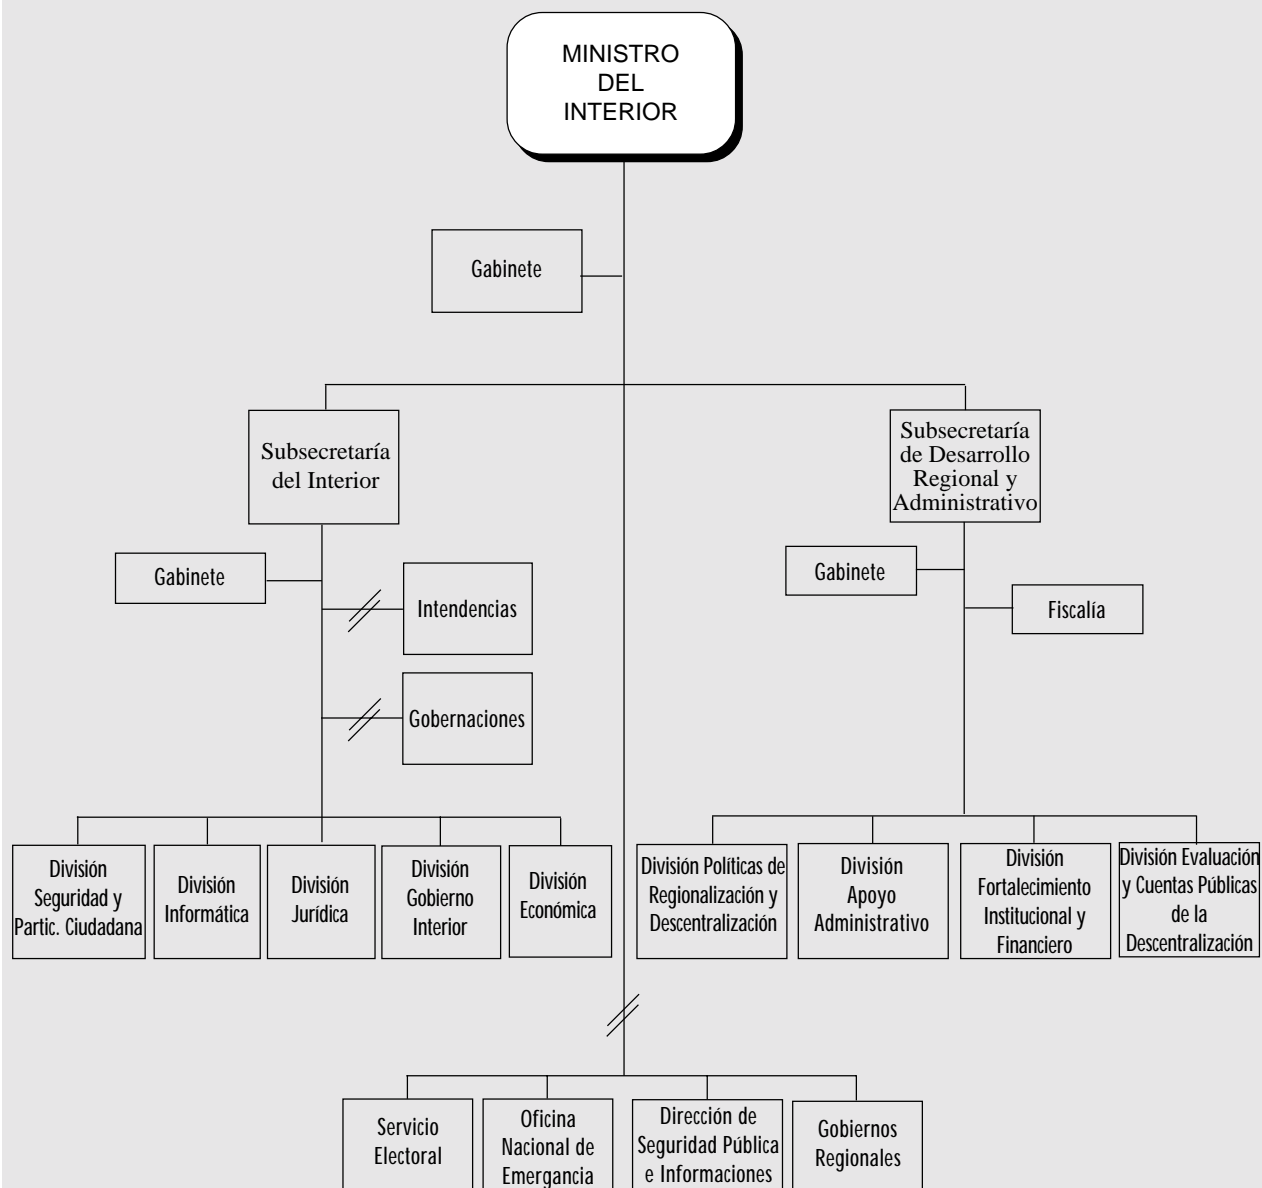 MINISTRO
DEL
INTERIOR
Gabinete
Subsecretaría
del Interior
Subsecretaría
de Desarrollo
Regional y
Administrativo
Gabinete
Intendencias
Gobernaciones
Gabinete
Fiscalía
División
Seguridad y
Partic. Ciudadana
División
Informática
División
Jurídica
División
Gobierno
Interior
División
Económica
División Políticas de
Regionalización y
Descentralización
División
Apoyo
Administrativo
División
Fortalecimiento
Institucional y
Financiero
División Evaluación
y Cuentas Públicas
de la
Descentralización
Servicio
Electoral
Oficina
Nacional de
Emergancia
Dirección de
Seguridad Pública
e Informaciones
Gobiernos
Regionales